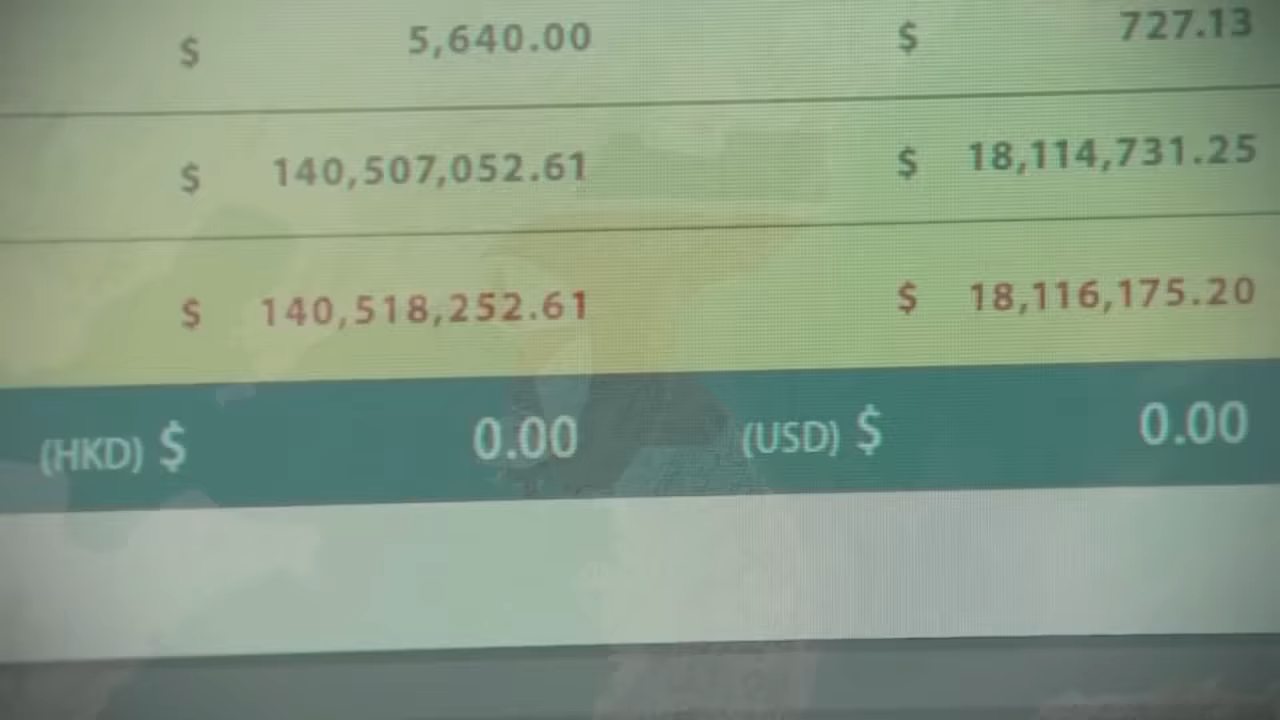 $ 5,640.00 $ 727.13
$ 140,507,052.61 $ 18,114,731.25
$ 140,518,252.61 $ 18,116,175.20
(HKD) $ 0.00 (USD) $ 0.00